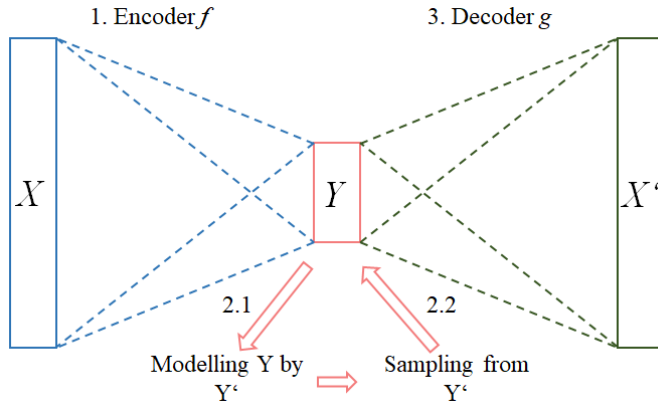 1. Encoder f
3. Decoder g
X
Y
X‘
2.1
2.2
Modelling Y by
Y‘
Sampling from
Y‘